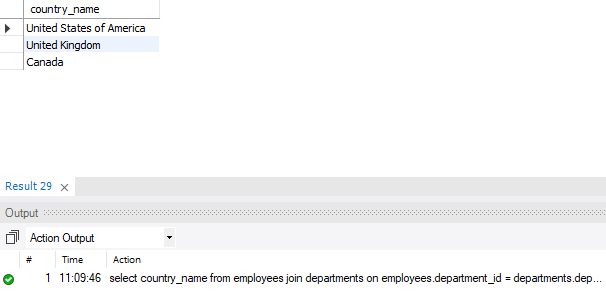 country_name
United States of America
United Kingdom
Canada
Result 29 ×
Output
Action Output
# Time Action
1 11:09:46 select country_name from employees join departments on employees.department_id = departments.dep...